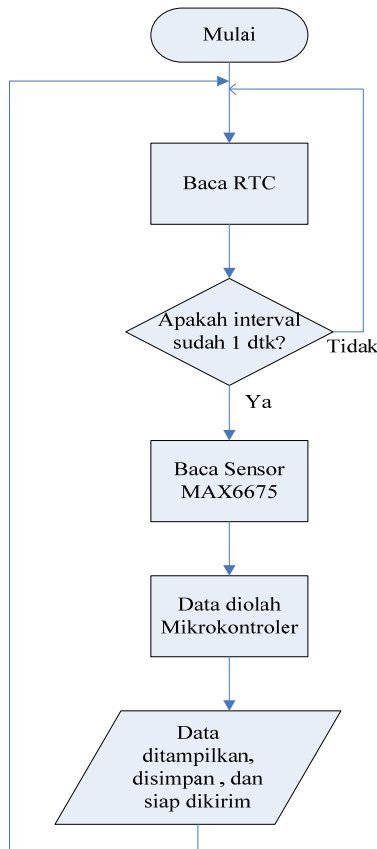 Mulai
Baca RTC
Apakah interval
sudah 1 dtk?
Tidak
Ya
Baca Sensor
MAX6675
Data diolah
Mikrokontroler
Data
ditampilkan,
disimpan , dan
siap dikirim